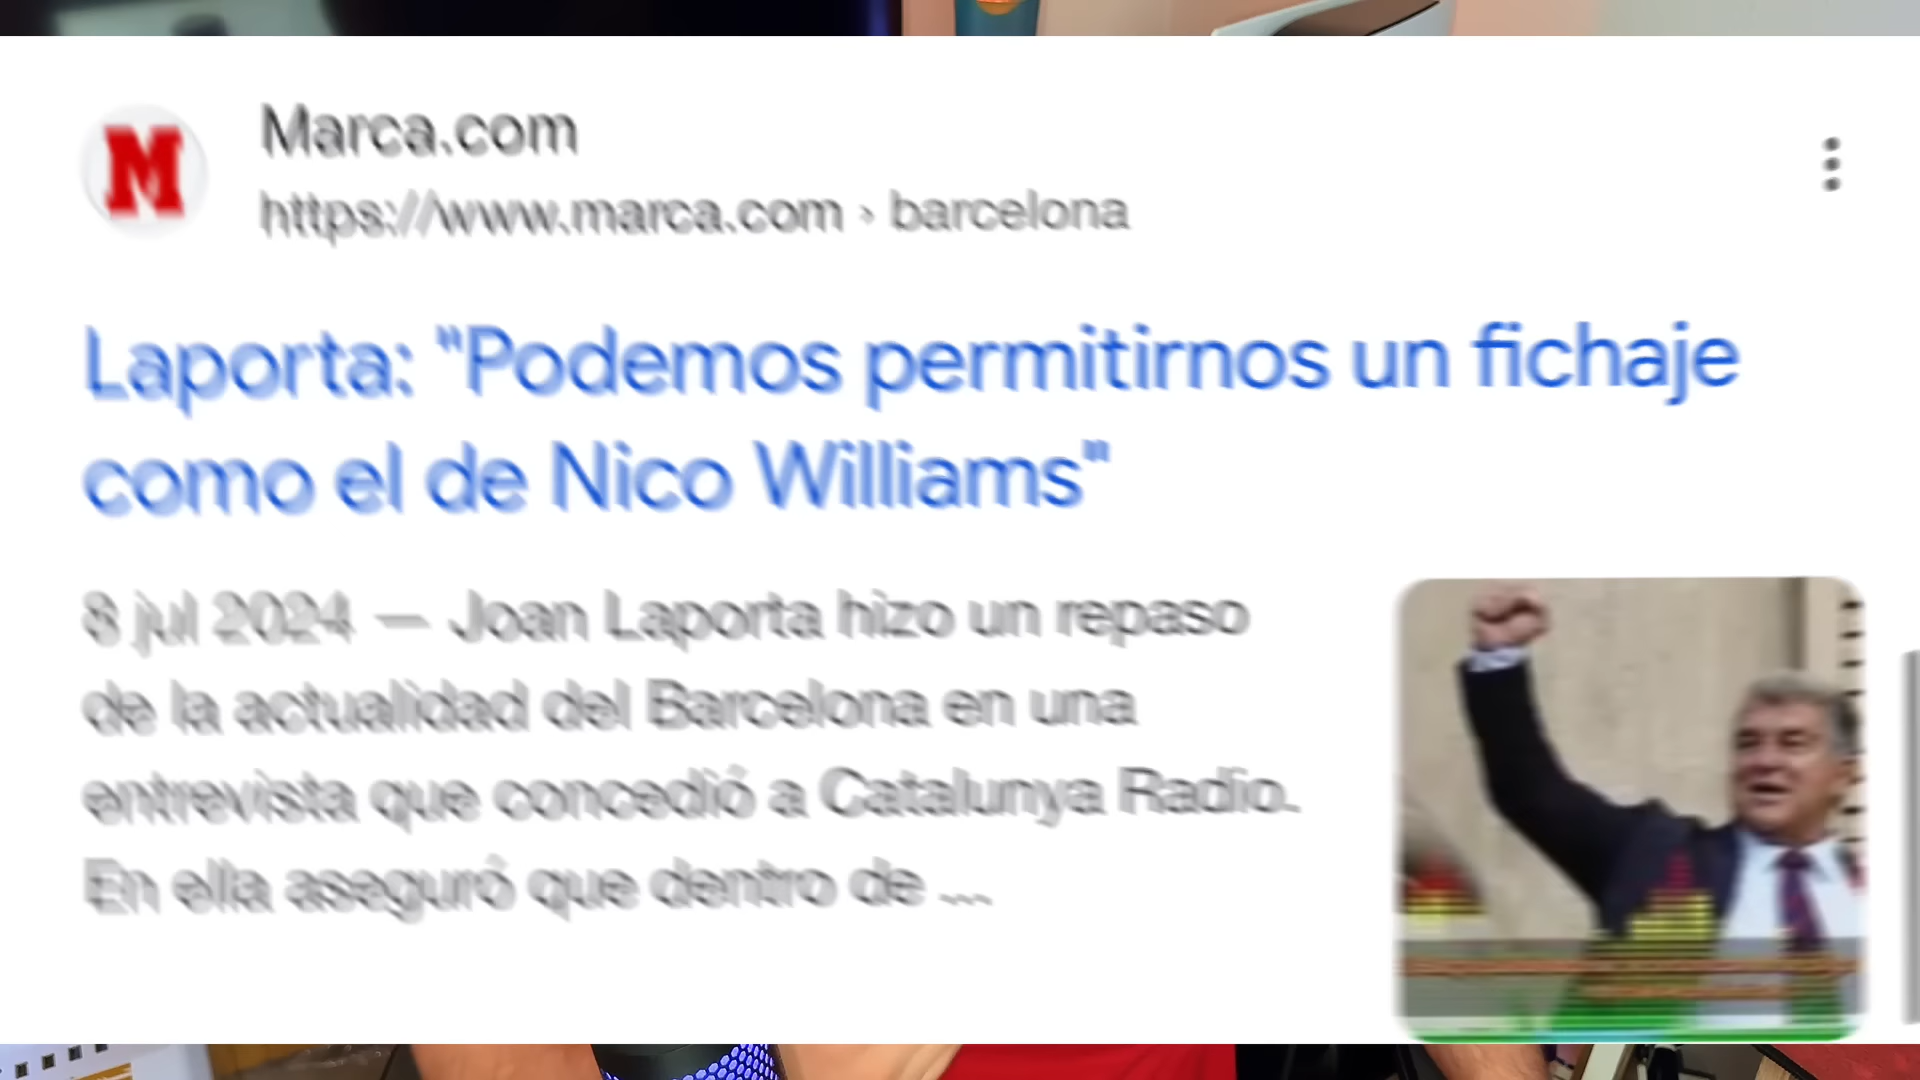 M
Marca.com
https://www.marca.com › barcelona
Laporta: "Podemos permitirnos un fichaje
como el de Nico Williams"
8 jul 2024 — Joan Laporta hizo un repaso
de la actualidad del Barcelona en una
entrevista que concedió a Catalunya Radio.
En ella aseguró que dentro de ...